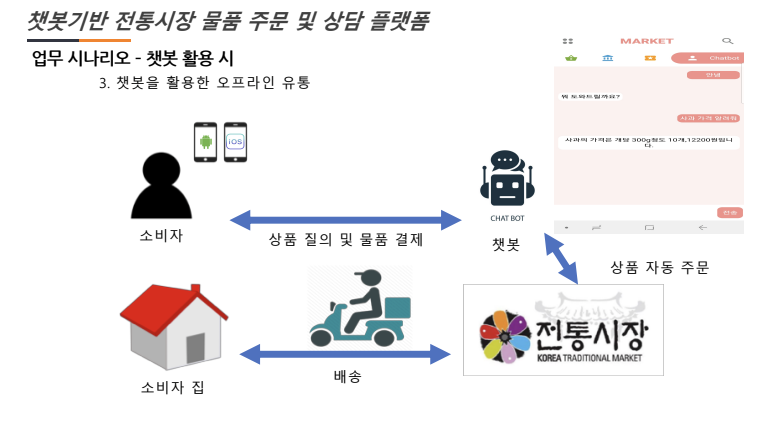 챗봇기반 전통시장 물품 주문 및 상담 플랫폼
업무 시나리오 - 챗봇 활용 시
3. 챗봇을 활용한 오프라인 유통
MARKET
Chatbot
안녕
뭐 도와드릴까요?
사과 가격 알려줘
사과의 가격은 개당 300g정도 10개,12200원입니
다.
전송
iOS
소비자
상품 질의 및 물품 결제
CHAT BOT
챗봇
상품 자동 주문
전통시장
KOREA TRADITIONAL MARKET
배송
소비자 집